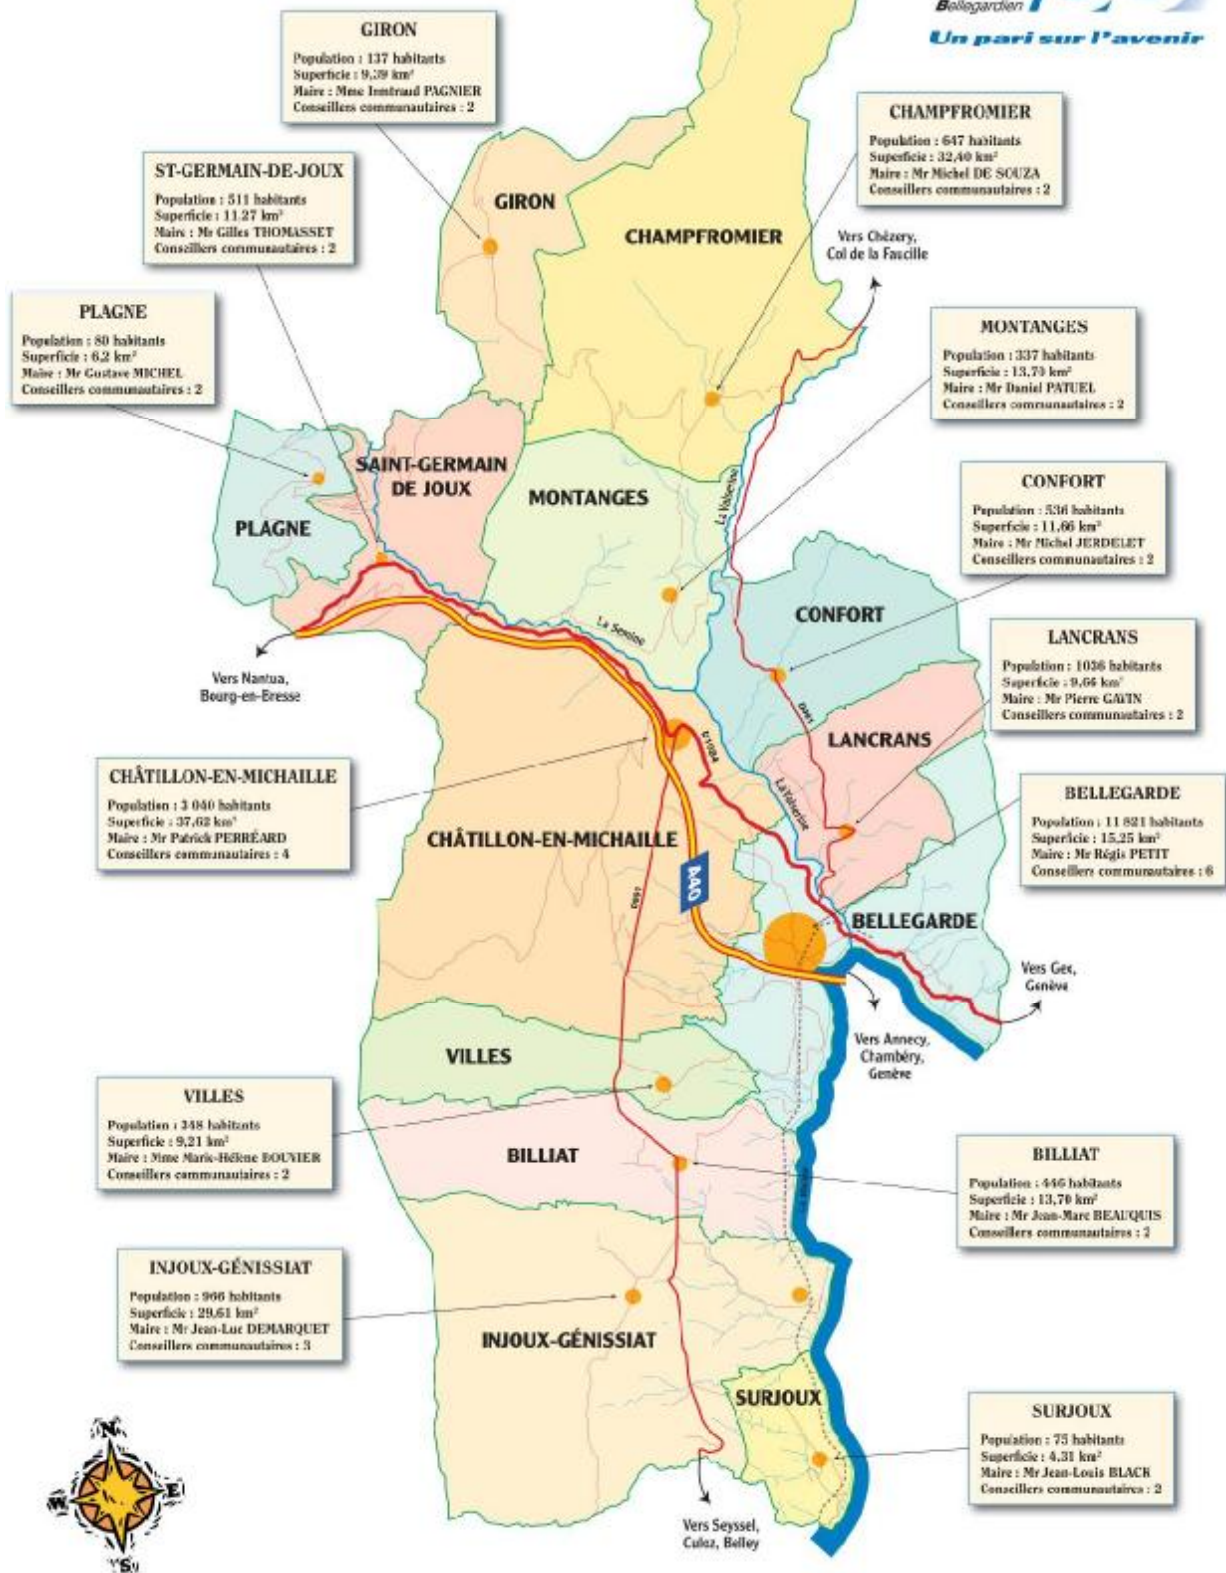 Bellegardien
Un pari sur l'avenir
GIRON
Population : 137 habitants
Superficie : 9,39 km²
Maire : Mme Irmtraud PAGNIER
Conseillers communautaires : 2
CHAMPFROMIER
Population : 647 habitants
Superficie : 32,40 km²
Maire : Mr Michel DE SOUZA
Conseillers communautaires : 2
ST-GERMAIN-DE-JOUX
Population : 511 habitants
Superficie : 11,27 km²
Maire : Mr Gilles THOMASSET
Conseillers communautaires : 2
GIRON
CHAMPFROMIER
Vers Chézery,
Col de la Faucille
PLAGNE
Population : 80 habitants
Superficie : 6,2 km²
Maire : Mr Gustave MICHEL
Conseillers communautaires : 2
MONTANGES
Population : 337 habitants
Superficie : 13,70 km²
Maire : Mr Daniel PATUEL
Conseillers communautaires : 2
SAINT-GERMAIN
DE JOUX
MONTANGES
La Valserine
PLAGNE
CONFORT
Population : 536 habitants
Superficie : 11,66 km²
Maire : Mr Michel JERDELET
Conseillers communautaires : 2
La Semine
CONFORT
LANCRANS
Population : 1036 habitants
Superficie : 9,66 km²
Maire : Mr Pierre
Conseillers communautaires : 2
Vers Nantua,
Bourg-en-Bresse
D991
D1084
LANCRANS
La Valserine
CHÂTILLON-EN-MICHAILLE
Population : 3 040 habitants
Superficie : 37,62 km²
Maire : Mr Patrick PERRÉARD
Conseillers communautaires : 4
BELLEGARDE
Population : 11 821 habitants
Superficie : 15,25 km²
Maire : Mr Régis PETIT
Conseillers communautaires : 6
CHÂTILLON-EN-MICHAILLE
A40
D991
BELLEGARDE
Vers Gex,
Genève
Vers Annecy,
Chambéry,
Genève
VILLES
VILLES
Population : 348 habitants
Superficie : 9,21 km²
Maire : Mme Marie-Hélène BOUVIER
Conseillers communautaires : 2
BILLIAT
BILLIAT
Population : 446 habitants
Superficie : 13,70 km²
Maire : Mr Jean-Marc BEAUQUIS
Conseillers communautaires : 2
INJOUX-GÉNISSIAT
Population : 966 habitants
Superficie : 29,61 km²
Maire : Mr Jean-Luc DEMARQUET
Conseillers communautaires : 3
INJOUX-GÉNISSIAT
SURJOUX
SURJOUX
Population : 75 habitants
Superficie : 4,31 km²
Maire : Mr Jean-Louis BLACK
Conseillers communautaires : 2
N
W E
S
Vers Seyssel,
Culoz, Belley